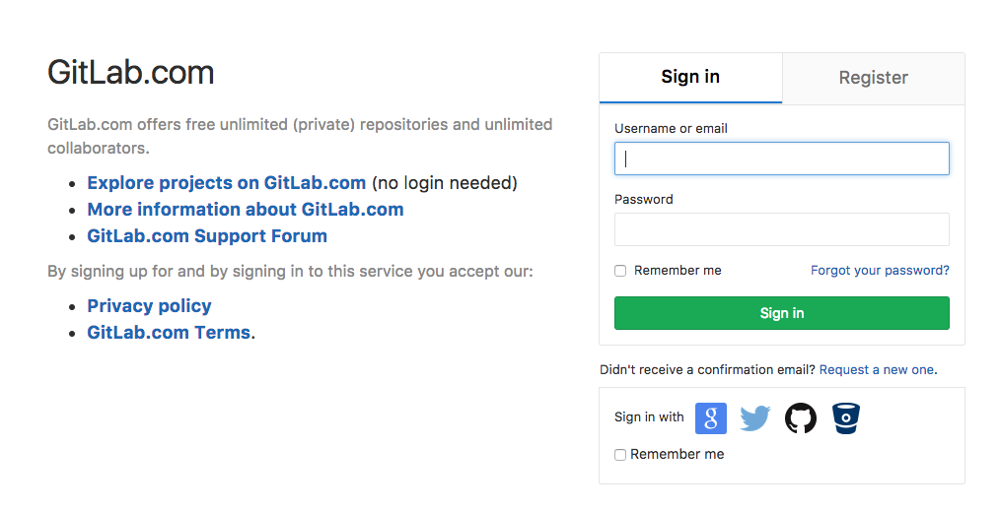 GitLab.com
GitLab.com offers free unlimited (private) repositories and unlimited
collaborators.
• Explore projects on GitLab.com (no login needed)
• More information about GitLab.com
• GitLab.com Support Forum
By signing up for and by signing in to this service you accept our:
• Privacy policy
• GitLab.com Terms.
Sign in
Register
Username or email
Password
Remember me
Forgot your password?
Sign in
Didn't receive a confirmation email? Request a new one.
Sign in with g
Remember me